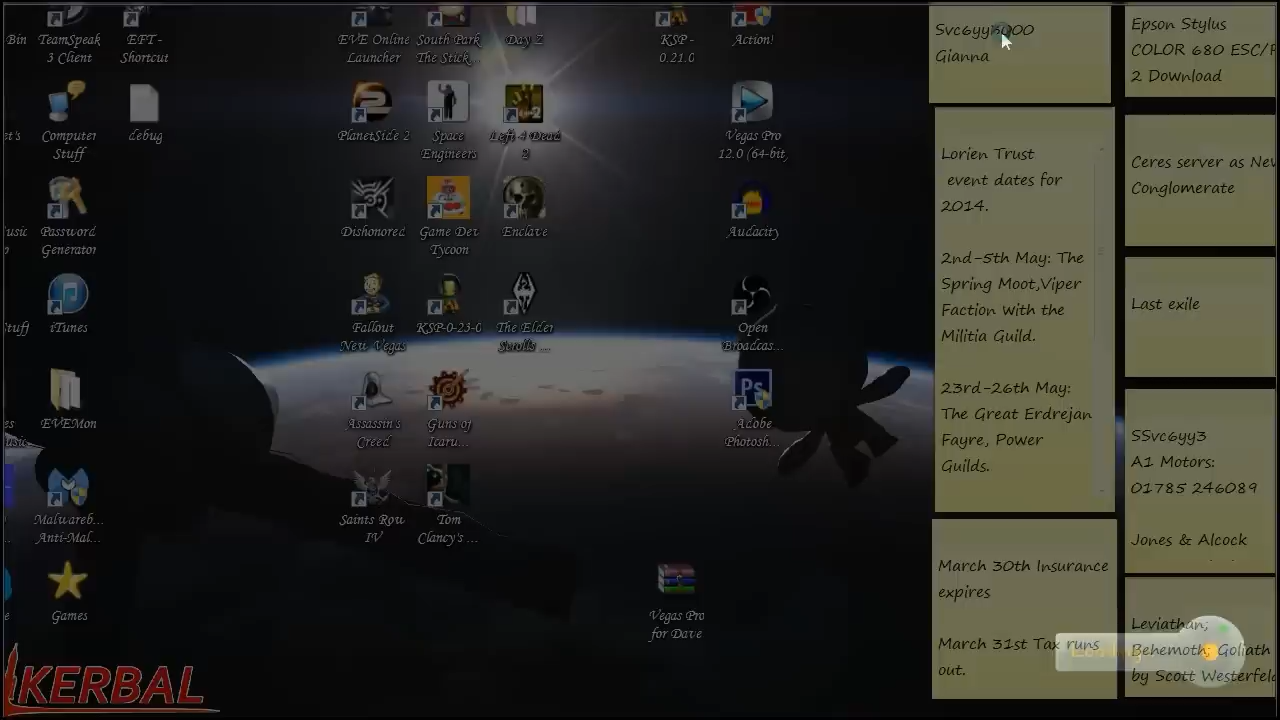 Bin
TeamSpeak
3 Client
EFT -
Shortcut
EVE Online
Launcher
South Park
The Stick...
Day Z
KSP -
0.21.0
Action!
Computer
Stuff
debug
PlanetSide 2
Space
Engineers
Left 4 Dead
2
Vegas Pro
12.0 (64-bit)
Password
Generator
Dishonored
Game Dev
Tycoon
Enclave
Audacity
iTunes
Fallout
New Vegas
KSP-0-23-0
The Elder
Scrolls ...
Open
Broadcas...
EVEMon
Assassin's
Creed
Guns of
Icaru...
Ps
Adobe
Photosh...
Malwareb...
Anti-Mal...
Saints Row
IV
Tom
Clancy's ...
Games
Vegas Pro
for Dave
KERBAL
Gianna
Lorien Trust
event dates for
2014.
2nd-5th May: The
Spring Moot,Viper
Faction With the
Militia Guild.
23rd-26th May:
The Great Erdrejan
Fayre, Power
Guilds.
March 30th Insurance
expires
March 31st Tax runs
out.
Epson Stylus
COLOR 680 ESC/P
2 Download
Ceres server as New
Conglomerate
Last exile
SSvc6yy3
A1 Motors:
01785 246089
Jones & Alcock
Leviathan;
Behemoth; Goliath
by Scott Westerfeld